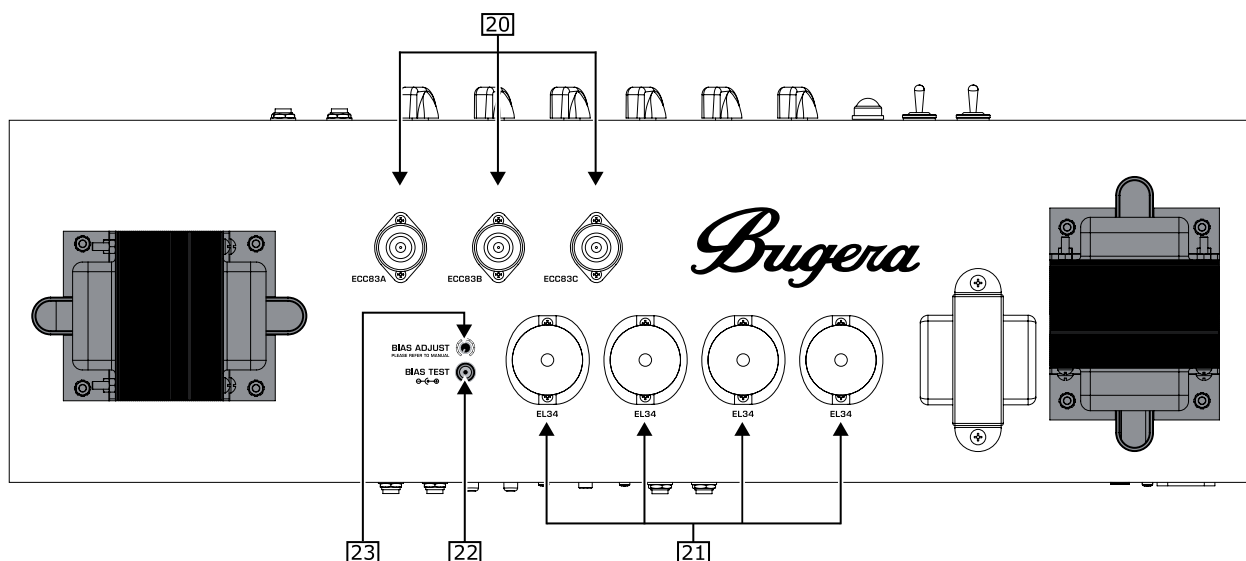 20
ECC83A
ECC83B
ECC83C
Bugera
BIAS ADJUST
PLEASE REFER TO MANUAL
BIAS TEST
EL34
EL34
EL34
EL34
23
22
21